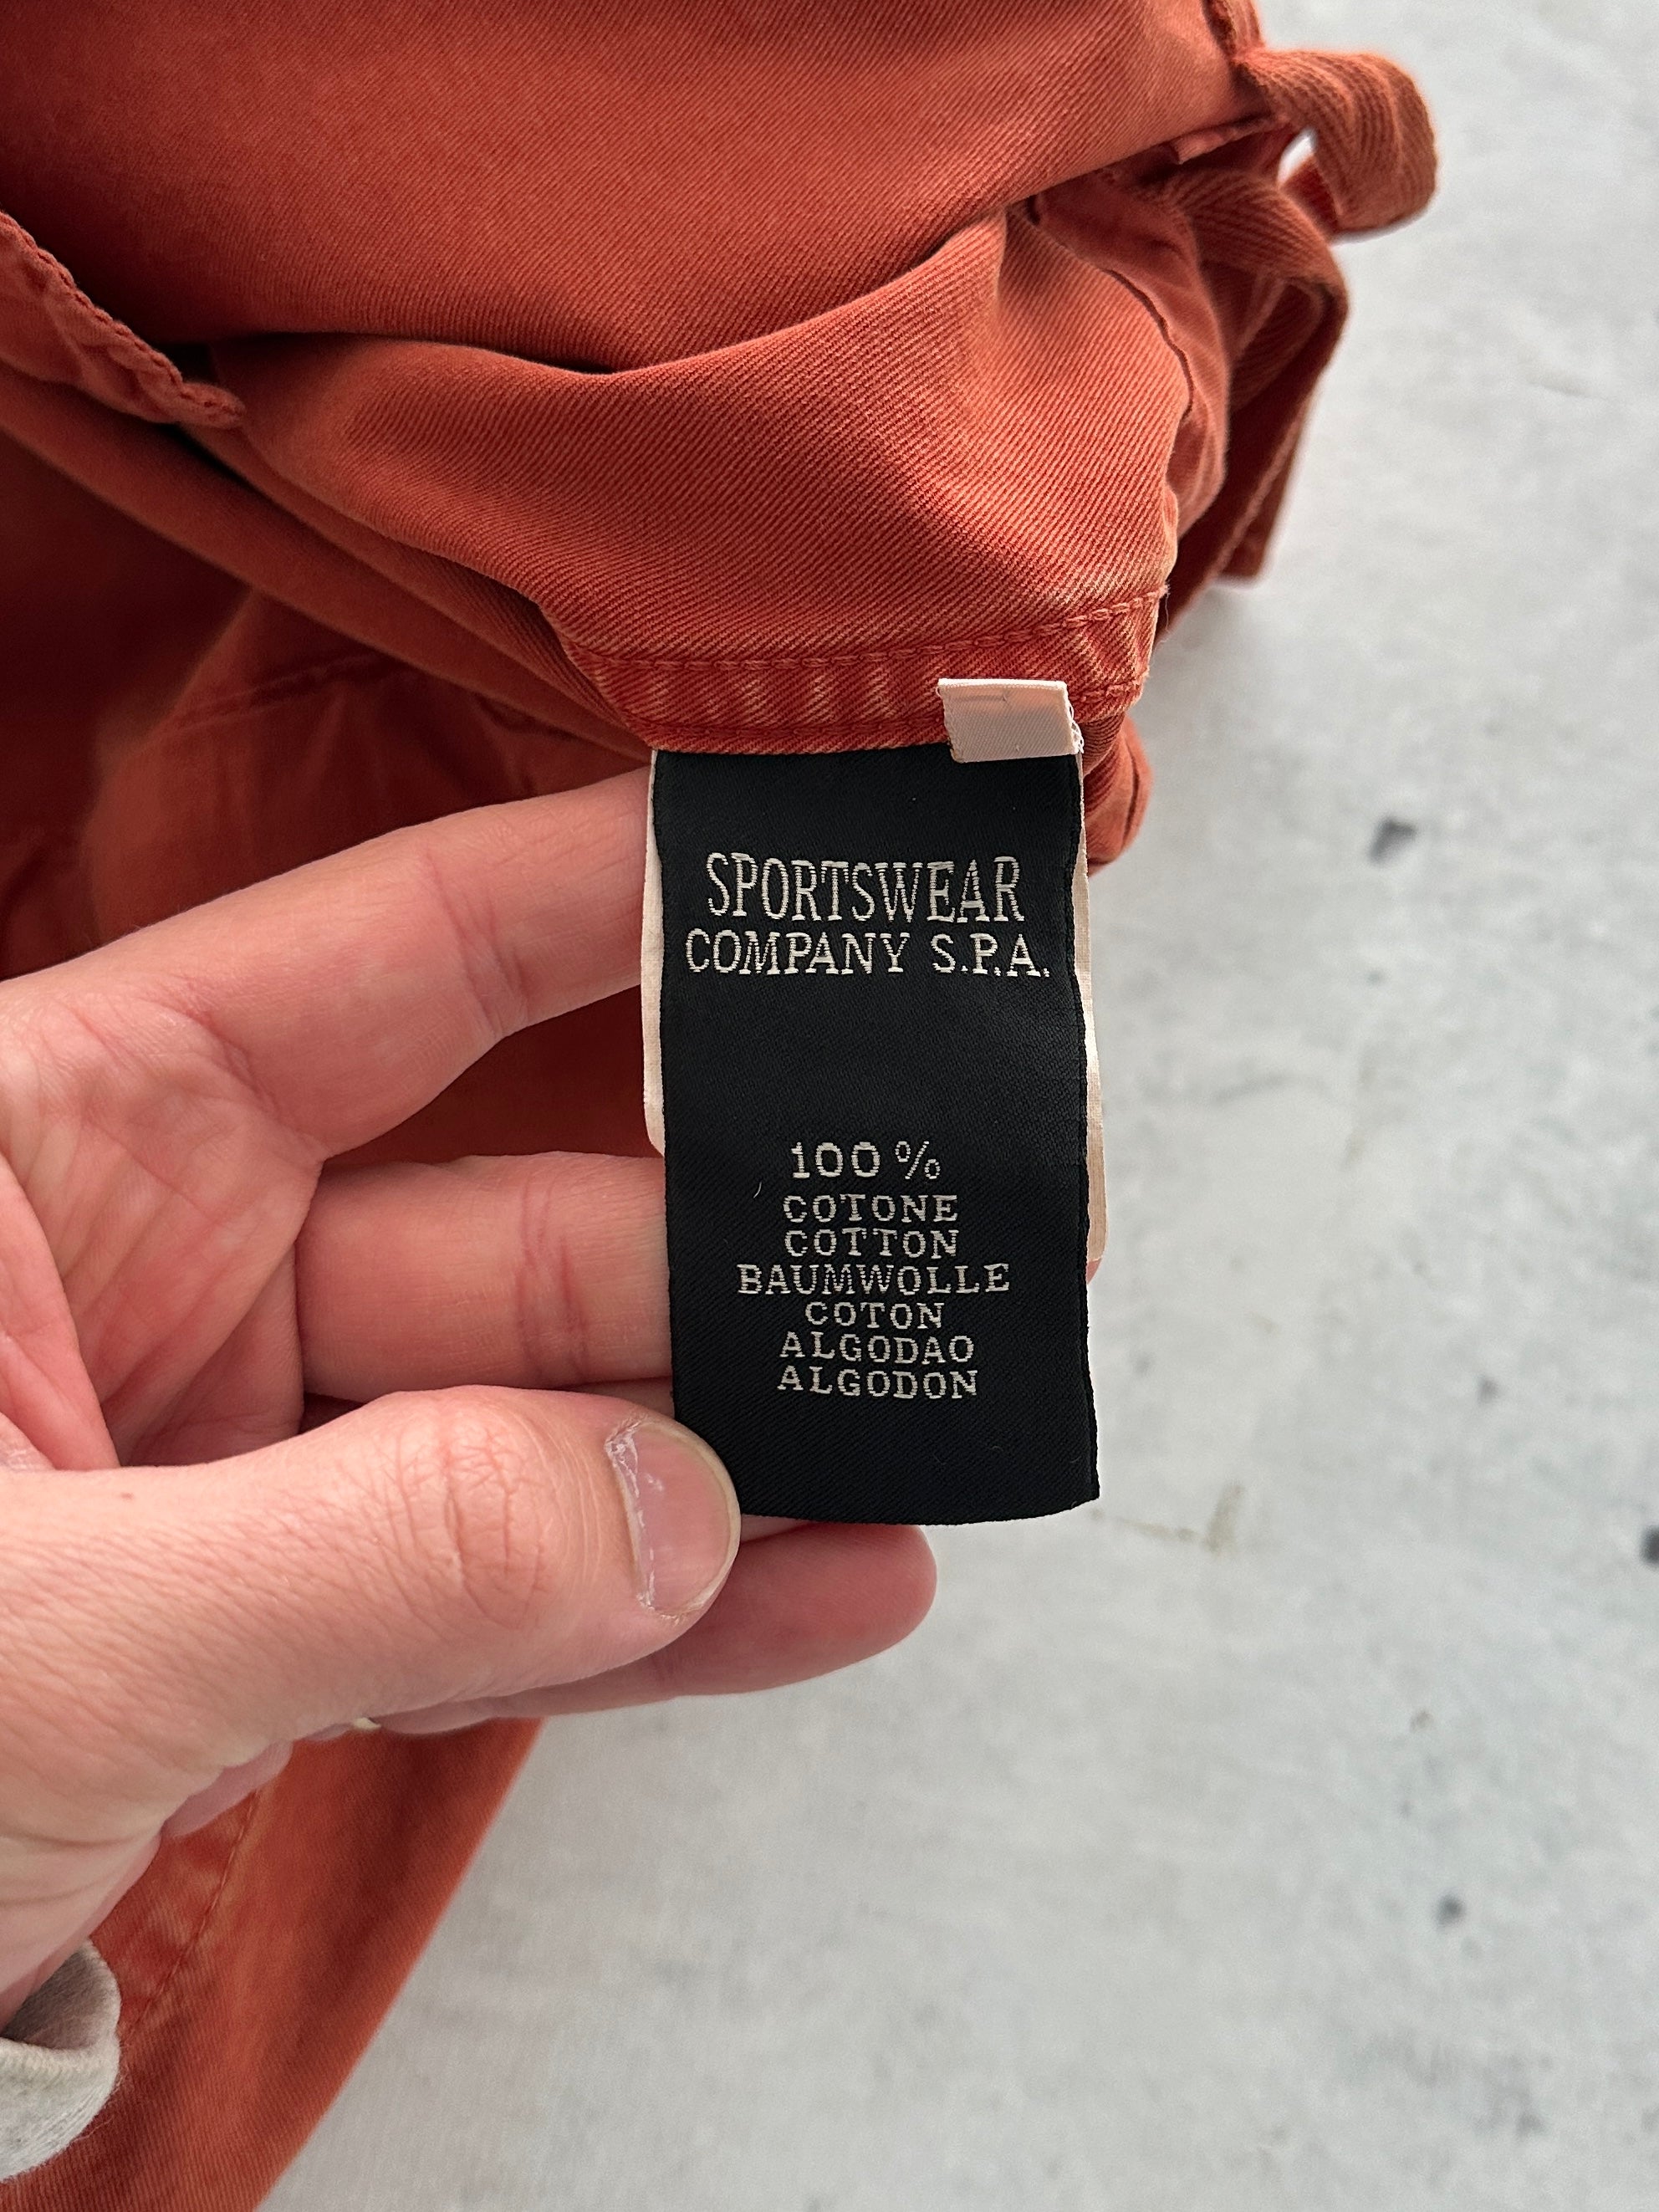 SPORTSWEAR
COMPANY S.P.A.
100%
COTONE
COTTON
BAUMWOLLE
COTON
ALGODAO
ALGODON